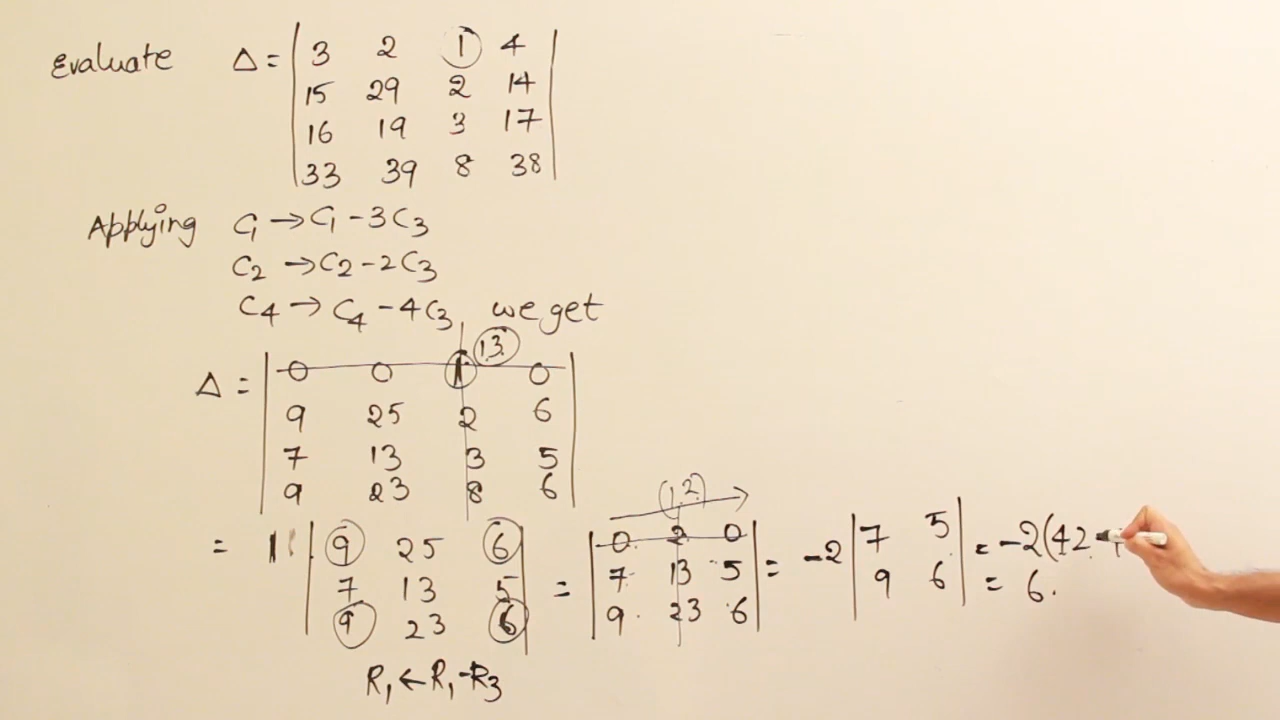 Evaluate Δ = | 3 2 1 4 |
| 15 29 2 14 |
| 16 19 3 17 |
| 33 39 8 38 |
Applying C1 → C1 - 3C3
C2 → C2 - 2C3
C4 → C4 - 4C3 we get
Δ = | 0 0 1 0 | 1.3.
| 9 25 2 6 |
| 7 13 3 5 |
| 9 23 8 6 |
= 1 | 9 25 6 |
| 7 13 5 |
| 9 23 6 |
R1 ← R1 - R3
(1,2)
= | 0 2 0 |
| 7 13 5 |
| 9 23 6 |
= -2 | 7 5 |
| 9 6 |
= -2(42 -
= 6.